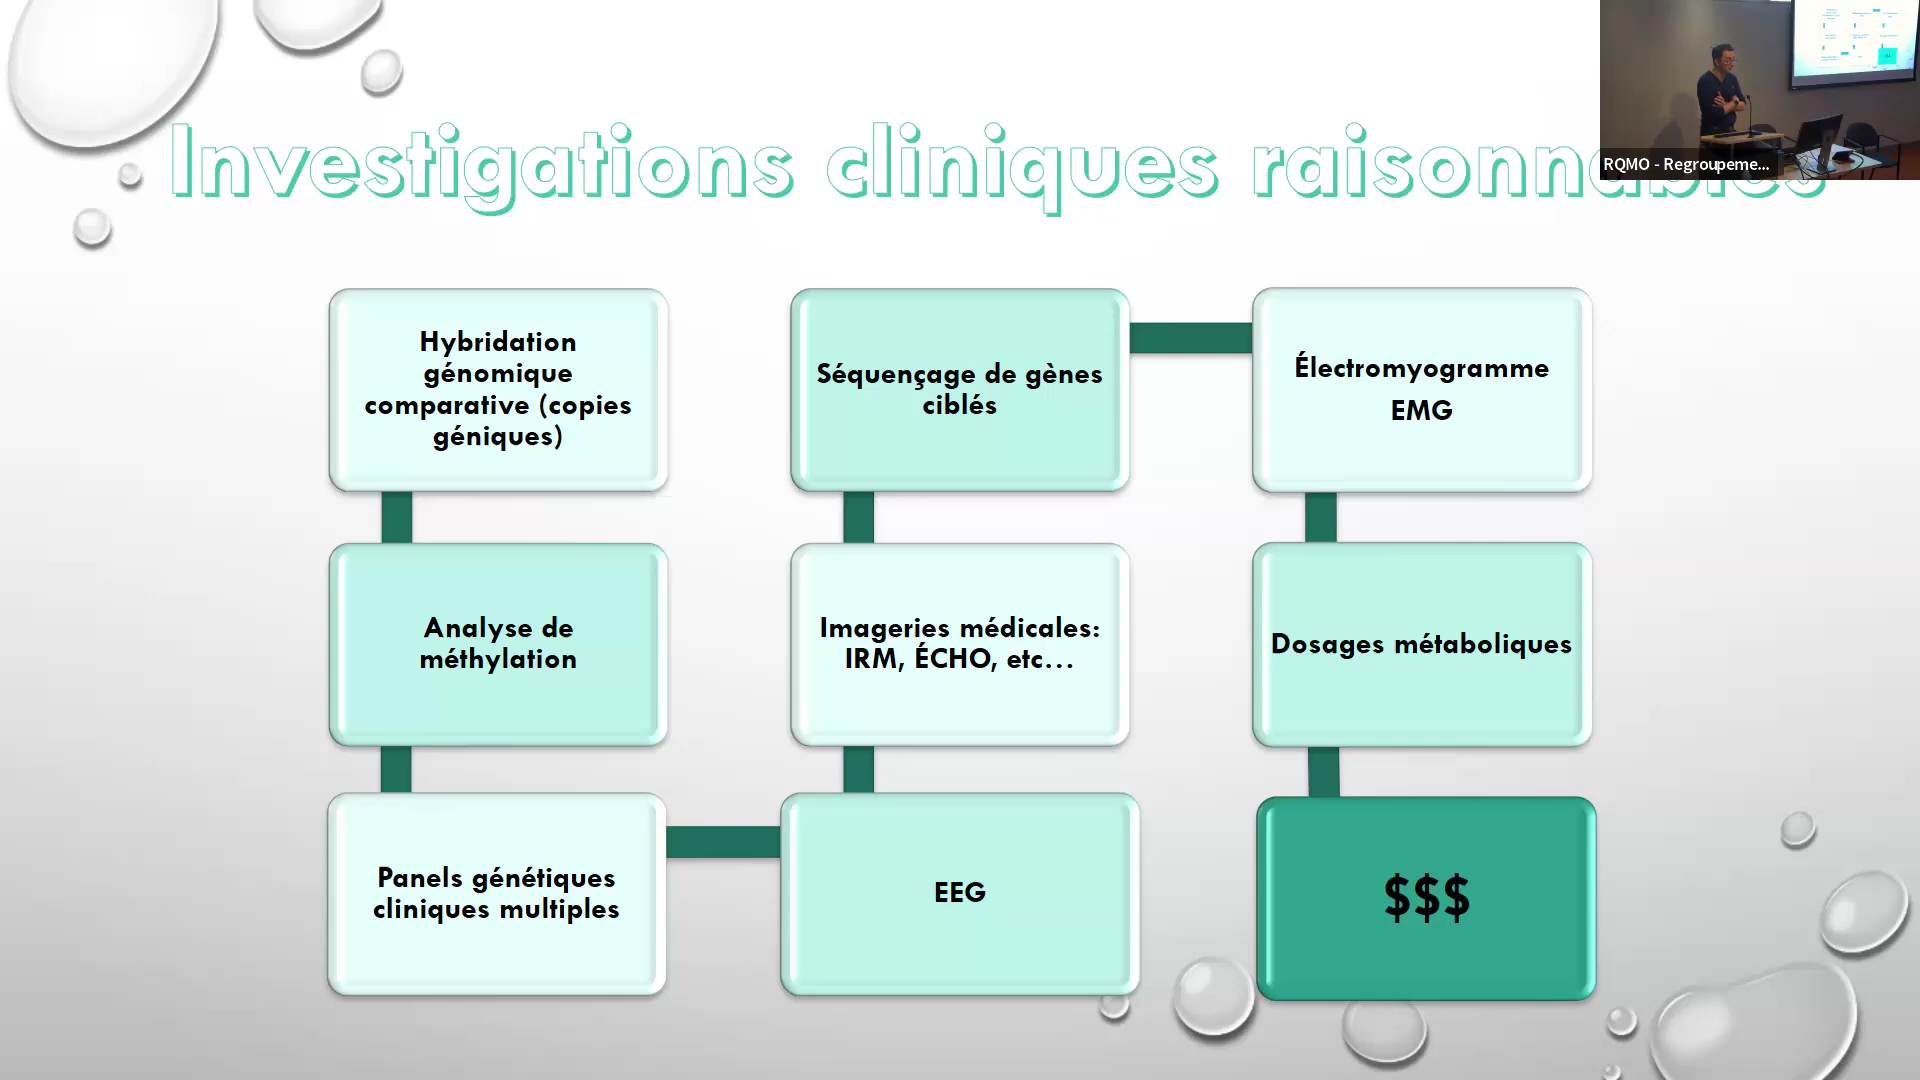 Investigations cliniques raisonnables
RQMO - Regroupeme...
Hybridation
génomique
comparative (copies
géniques)
Analyse de
méthylation
Panels génétiques
cliniques multiples
EEG
Imageries médicales:
IRM, ÉCHO, etc...
Séquençage de gènes
ciblés
Électromyogramme
EMG
Dosages métaboliques
$$$